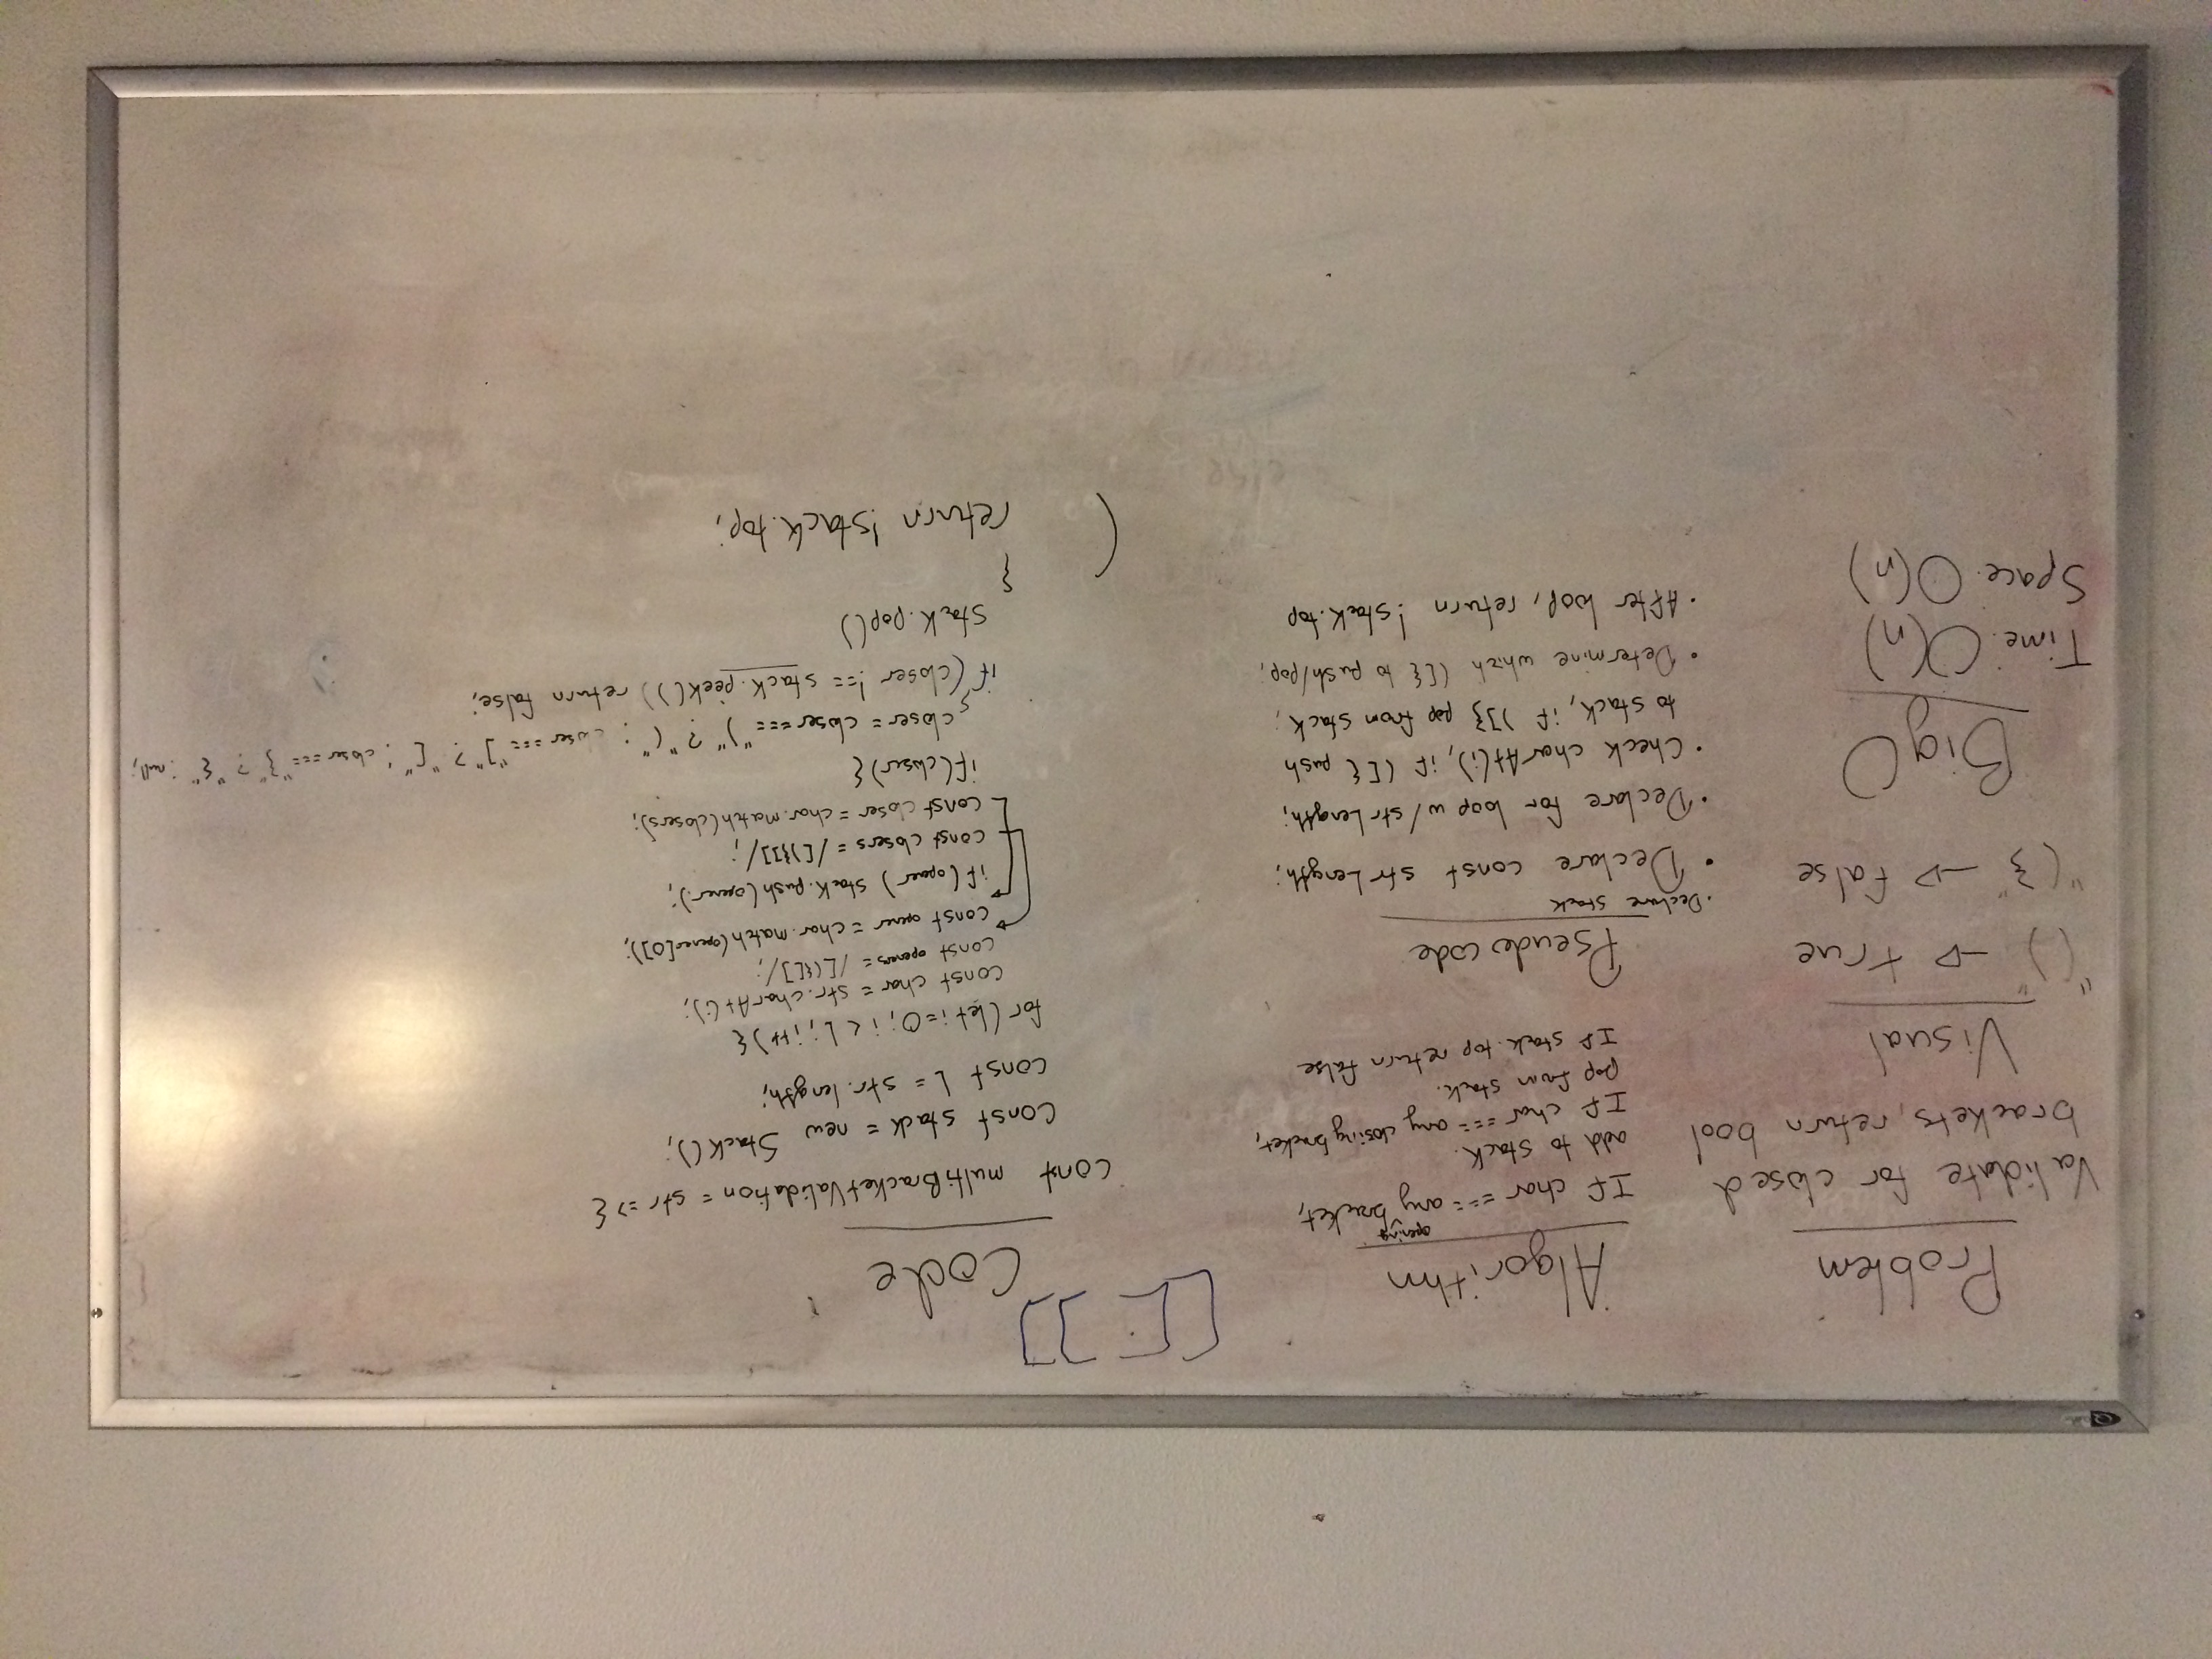 [[ ]]
Problem
Validate for closed
brackets, return bool
Visual
"()" → true
"(}" → false
Big O
Time: O(n)
Space: O(n)
Algorithm
opening
If char === any bracket,
add to stack.
If char === any closing bracket,
pop from stack.
If stack.top return false
Pseudocode
• Declare stack
• Declare const strLength;
• Declare for loop w/ strLength;
• Check charAt(i), if ([{ push
to stack, if )]} pop from stack;
• Determine which ([{ to push/pop;
• After loop, return !stack.top
Code
const multiBracketValidation = str => {
const stack = new Stack();
const L = str.length;
for (let i=0; i < L; i++) {
const char = str.charAt(i);
const openers = /[({[]/;
const opener = char.match(opener[0]);
if (opener) stack.push(opener);
const closers = /[)}]]/;
const closer = char.match(closers);
if(closer) {
closer = closer === ")" ? "(" : closer === "]" ? "[" : closer === "}" ? "{" : null;
}
if (closer !== stack.peek()) return false;
stack.pop()
}
( return !stack.top;